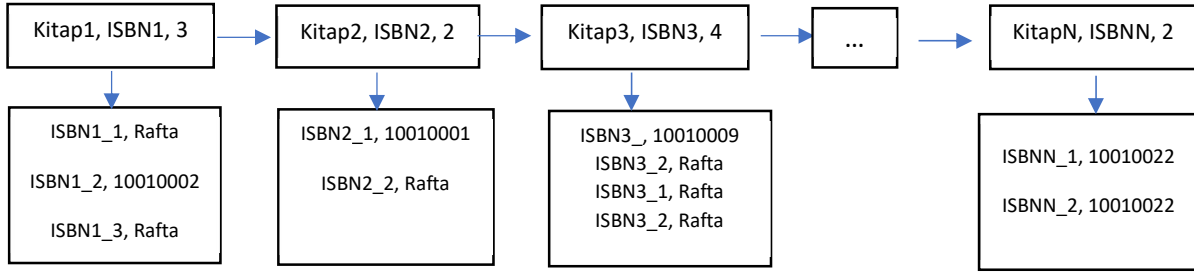 Kitap1, ISBN1, 3
Kitap2, ISBN2, 2
Kitap3, ISBN3, 4
...
KitapN, ISBNN, 2
ISBN1_1, Rafta
ISBN1_2, 10010002
ISBN1_3, Rafta
ISBN2_1, 10010001
ISBN2_2, Rafta
ISBN3_, 10010009
ISBN3_2, Rafta
ISBN3_1, Rafta
ISBN3_2, Rafta
ISBNN_1, 10010022
ISBNN_2, 10010022